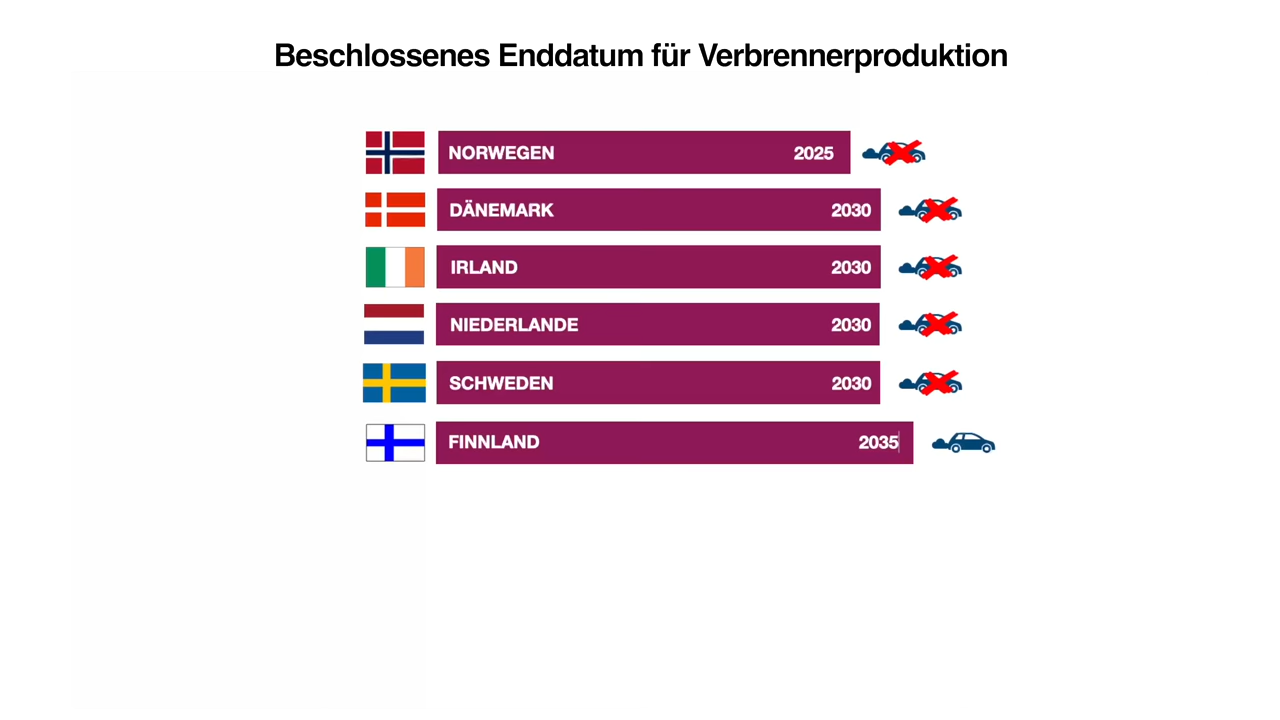 Beschlossenes Enddatum für Verbrennerproduktion
NORWEGEN 2025
DÄNEMARK 2030
IRLAND 2030
NIEDERLANDE 2030
SCHWEDEN 2030
FINNLAND 2035